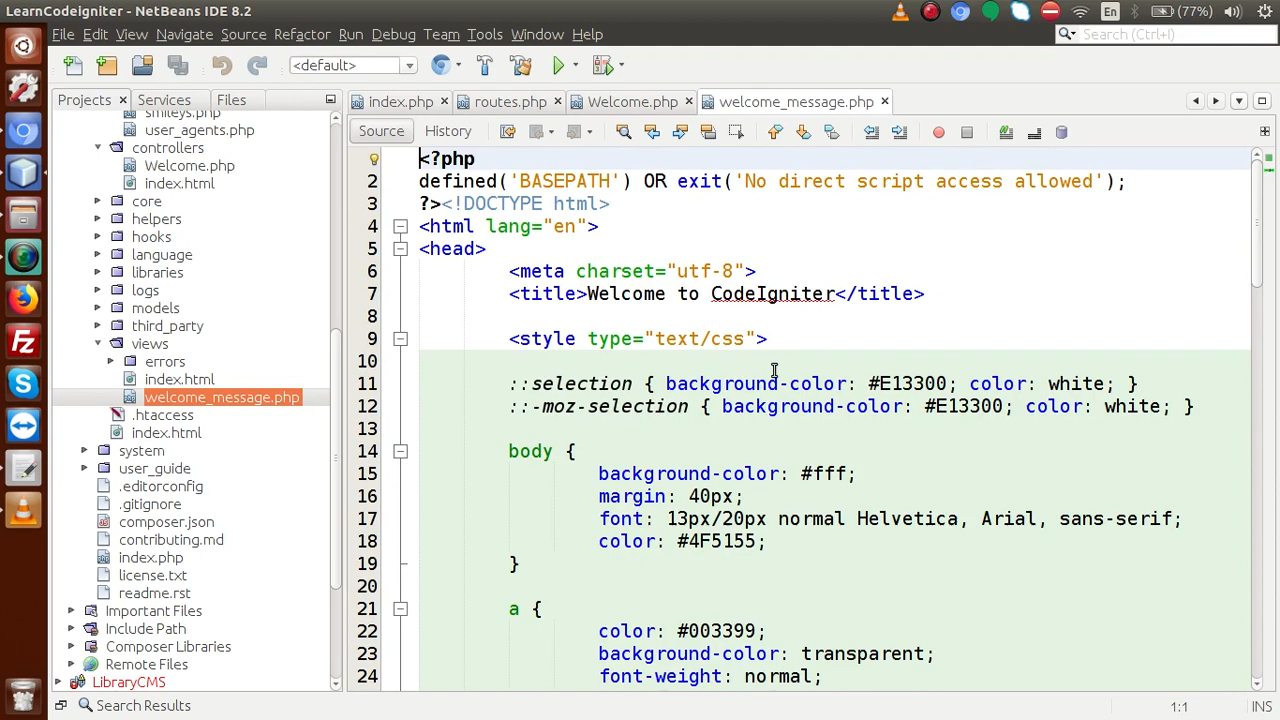 LearnCodeigniter - NetBeans IDE 8.2
En
(77%)
File Edit View Navigate Source Refactor Run Debug Team Tools Window Help
Search (Ctrl+I)
<default>
Projects Services Files
index.php routes.php Welcome.php welcome_message.php
Source History
smileys.php
user_agents.php
controllers
Welcome.php
index.html
core
helpers
hooks
language
libraries
logs
models
third_party
views
errors
index.html
welcome_message.php
.htaccess
index.html
system
user_guide
.editorconfig
.gitignore
composer.json
contributing.md
index.php
license.txt
readme.rst
Important Files
Include Path
Composer Libraries
Remote Files
LibraryCMS
<?php
2 defined('BASEPATH') OR exit('No direct script access allowed');
3 ?><!DOCTYPE html>
4 <html lang="en">
5 <head>
6 <meta charset="utf-8">
7 <title>Welcome to CodeIgniter</title>
8
9 <style type="text/css">
10
11 ::selection { background-color: #E13300; color: white; }
12 ::-moz-selection { background-color: #E13300; color: white; }
13
14 body {
15 background-color: #fff;
16 margin: 40px;
17 font: 13px/20px normal Helvetica, Arial, sans-serif;
18 color: #4F5155;
19 }
20
21 a {
22 color: #003399;
23 background-color: transparent;
24 font-weight: normal;
Search Results
1:1 INS